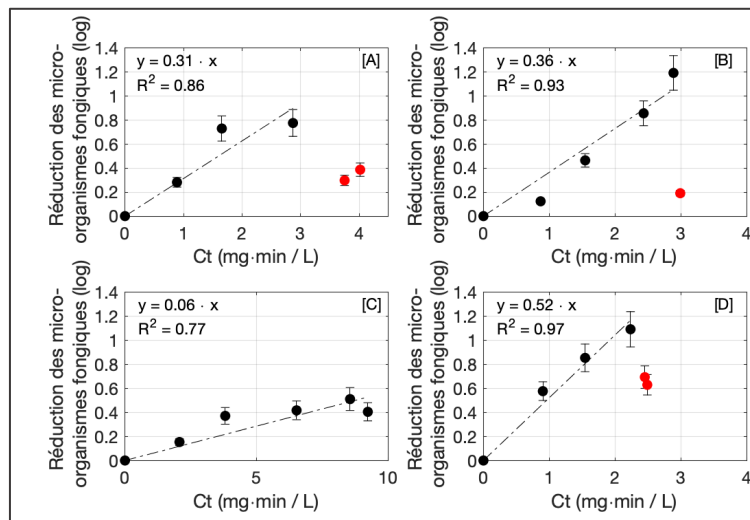 y = 0.31 · x
R² = 0.86
[A]
Réduction des micro-
organismes fongiques (log)
1.4
1.2
1
0.8
0.6
0.4
0.2
0
0 1 2 3 4
Ct (mg·min / L)
y = 0.36 · x
R² = 0.93
[B]
Réduction des micro-
organismes fongiques (log)
1.4
1.2
1
0.8
0.6
0.4
0.2
0
0 1 2 3 4
Ct (mg·min / L)
y = 0.06 · x
R² = 0.77
[C]
Réduction des micro-
organismes fongiques (log)
1.4
1.2
1
0.8
0.6
0.4
0.2
0
0 5 10
Ct (mg·min / L)
y = 0.52 · x
R² = 0.97
[D]
Réduction des micro-
organismes fongiques (log)
1.4
1.2
1
0.8
0.6
0.4
0.2
0
0 1 2 3 4
Ct (mg·min / L)